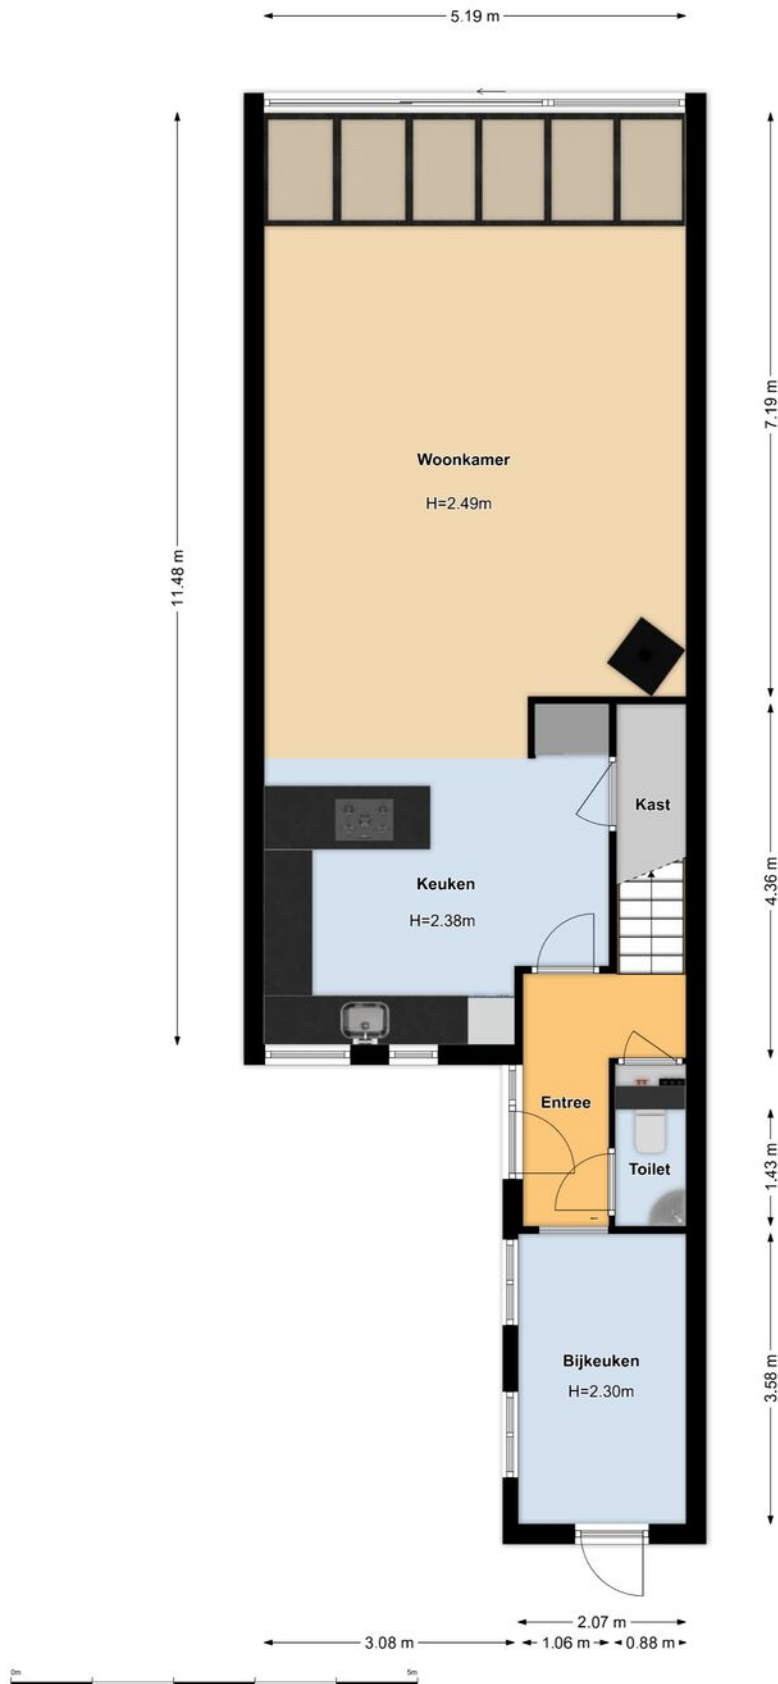 5.19 m
7.19 m
Woonkamer
H=2.49m
11.48 m
Kast
Keuken
H=2.38m
4.36 m
Entree
Toilet
1.43 m
Bijkeuken
H=2.30m
3.58 m
2.07 m
3.08 m
1.06 m
0.88 m
0m
5m